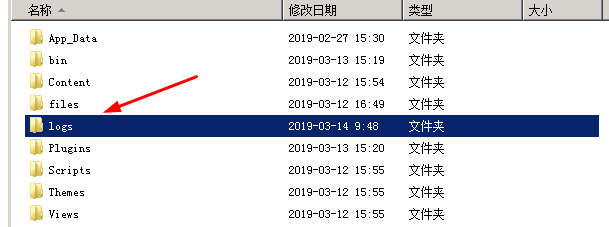 名称 修改日期 类型 大小
App_Data 2019-02-27 15:30 文件夹
bin 2019-03-13 15:19 文件夹
Content 2019-03-12 15:54 文件夹
files 2019-03-12 16:49 文件夹
logs 2019-03-14 9:48 文件夹
Plugins 2019-03-13 15:20 文件夹
Scripts 2019-03-12 15:55 文件夹
Themes 2019-03-12 15:55 文件夹
Views 2019-03-12 15:55 文件夹